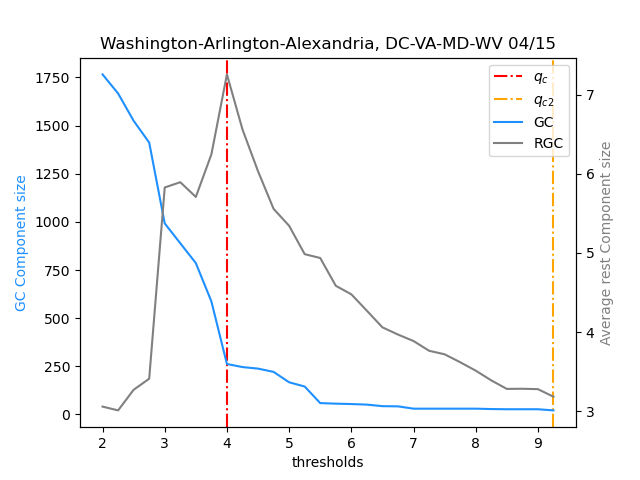 Washington-Arlington-Alexandria, DC-VA-MD-WV 04/15
1750
1500
1250
1000
750
500
250
0
GC Component size
q_c
q_c2
GC
RGC
7
6
5
4
3
Average rest Component size
2 3 4 5 6 7 8 9
thresholds